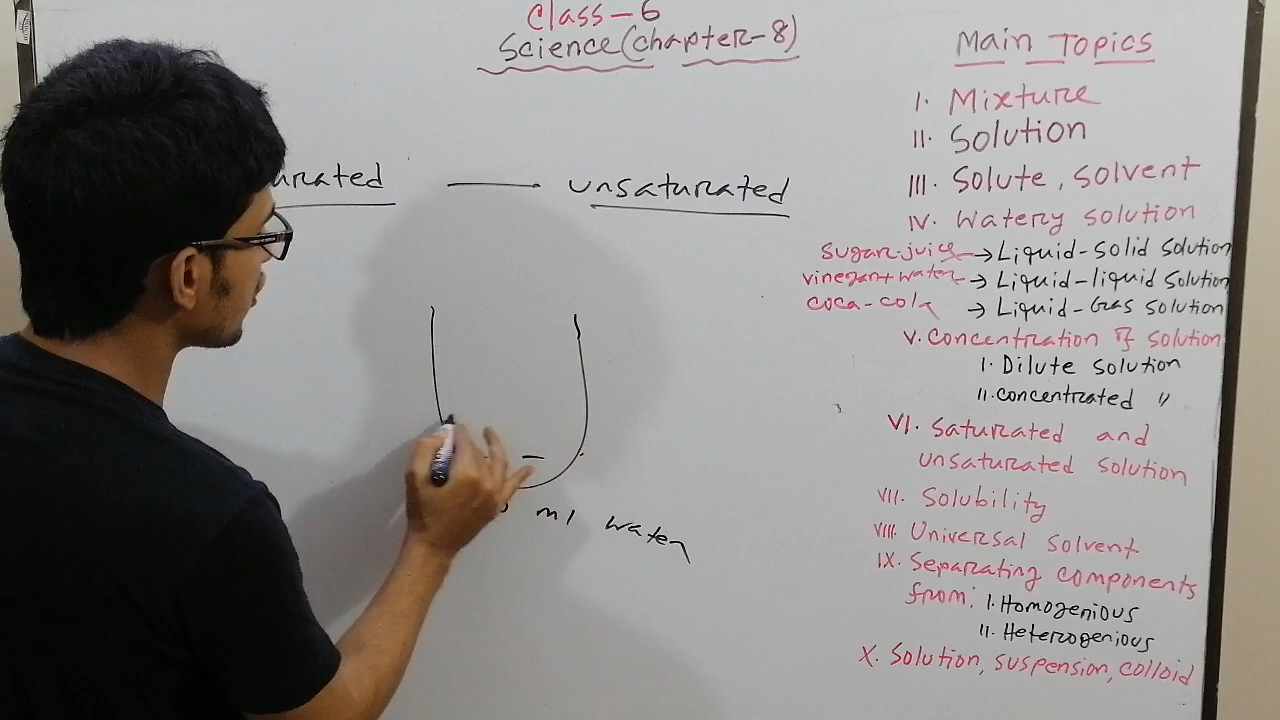 Class-6
Science (chapter-8)
urated → unsaturated
ml water
Main Topics
I. Mixture
II. Solution
III. Solute, solvent
IV. Watery solution
sugar-juice → Liquid-solid solution
vinegar+water → Liquid-liquid solution
coca-cola → Liquid-Gas solution
V. Concentration of solution
I. Dilute solution
II. concentrated "
VI. Saturated and
unsaturated solution
VII. Solubility
VIII. Universal solvent
IX. Separating components
from: I. Homogenious
II. Heterogenious
X. Solution, suspension, colloid